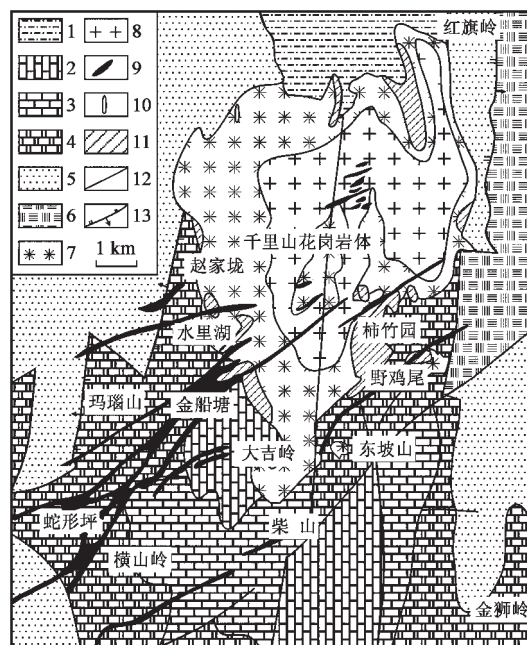 1
8
2
9
3
10
4
11
5
12
6
13
7
1 km
红旗岭
千里山花岗岩体
赵家垅
水里湖
柿竹园
野鸡尾
玛瑙山
金船塘
大吉岭
东坡山
蛇形坪
柴山
横山岭
金狮岭